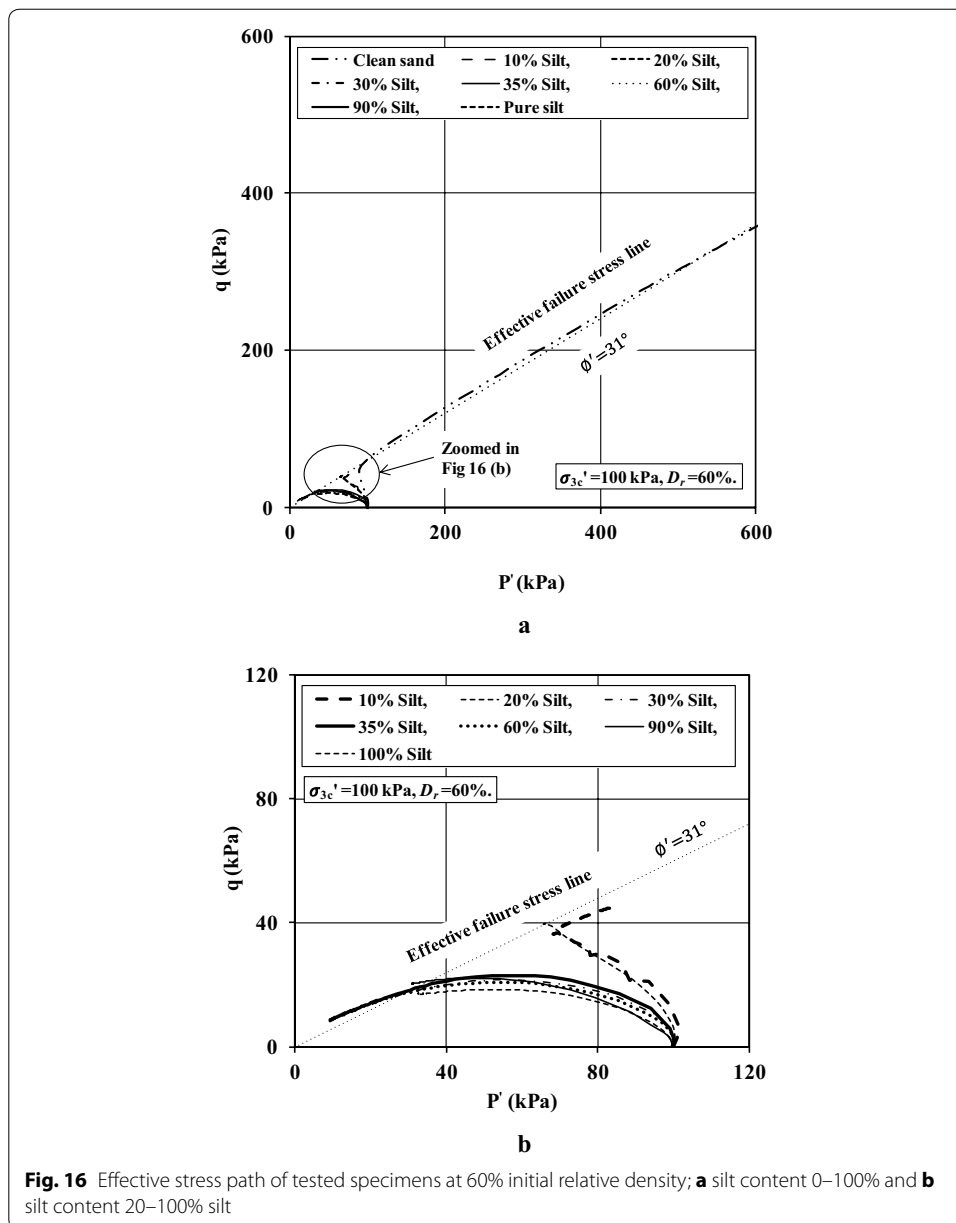 600
Clean sand 10% Silt, 20% Silt,
30% Silt, 35% Silt, 60% Silt,
90% Silt, Pure silt
400
q (kPa)
Effective failure stress line
200
ϕ'=31°
Zoomed in
Fig 16 (b)
σ3c'=100 kPa, Dr=60%.
0
0 200 400 600
P' (kPa)
a
120
10% Silt, 20% Silt, 30% Silt,
35% Silt, 60% Silt, 90% Silt,
100% Silt
σ3c'=100 kPa, Dr=60%.
80
q (kPa)
ϕ'=31°
Effective failure stress line
40
0
0 40 80 120
P' (kPa)
b
Fig. 16 Effective stress path of tested specimens at 60% initial relative density; a silt content 0–100% and b
silt content 20–100% silt